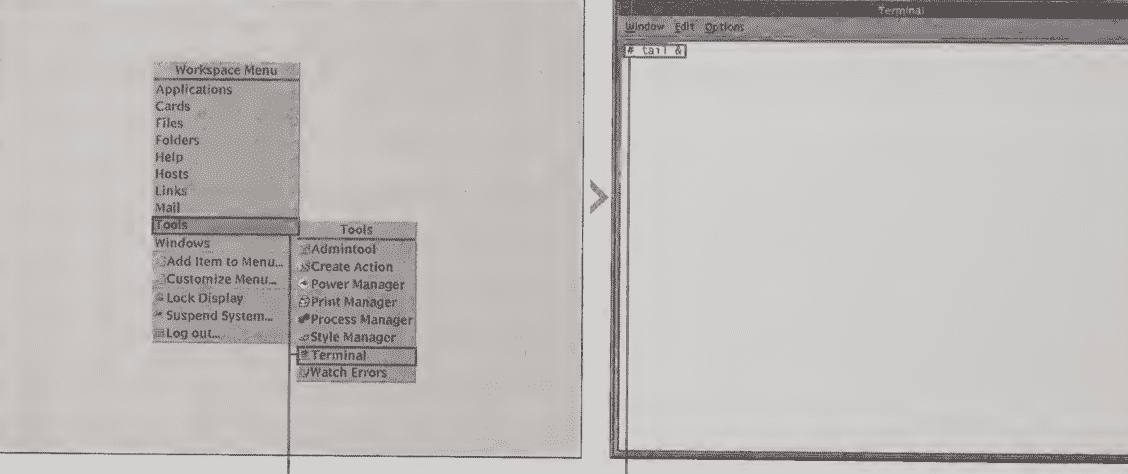 Workspace Menu
Applications
Cards
Files
Folders
Help
Hosts
Links
Mail
Tools
Windows
Add Item to Menu...
Customize Menu...
Lock Display
Suspend System...
Log out...
Tools
Admintool
Create Action
Power Manager
Print Manager
Process Manager
Style Manager
Terminal
Watch Errors
Terminal
Window Edit Options
# tail &